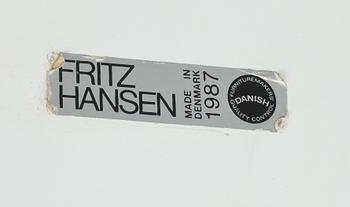 FRITZ
HANSEN
MADE IN
DENMARK
1987
FURNITUREMAKERS
DANISH
QUALITY CONTROL